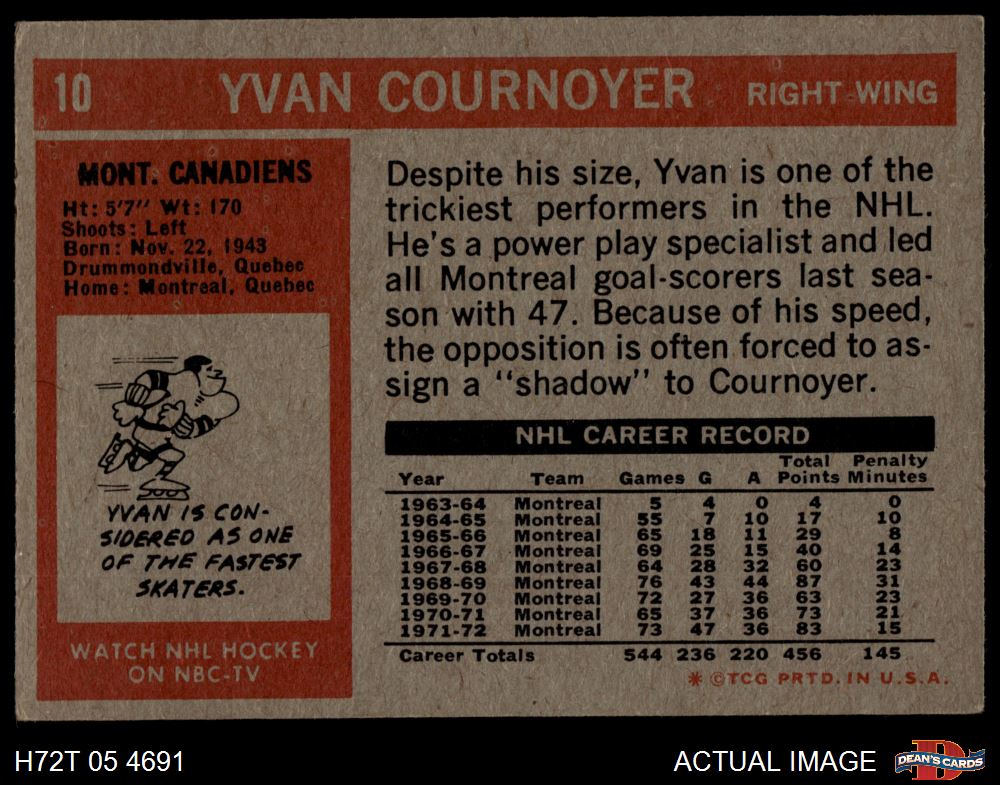 10 YVAN COURNOYER RIGHT WING
MONT. CANADIENS
Ht: 5'7" Wt: 170
Shoots: Left
Born: Nov. 22, 1943
Drummondville, Quebec
Home: Montreal, Quebec
YVAN IS CON-
SIDERED AS ONE
OF THE FASTEST
SKATERS.
WATCH NHL HOCKEY
ON NBC-TV
Despite his size, Yvan is one of the
trickiest performers in the NHL.
He's a power play specialist and led
all Montreal goal-scorers last sea-
son with 47. Because of his speed,
the opposition is often forced to as-
sign a "shadow" to Cournoyer.
NHL CAREER RECORD
Total Penalty
Year Team Games G A Points Minutes
1963-64 Montreal 5 4 0 4 0
1964-65 Montreal 55 7 10 17 10
1965-66 Montreal 65 18 11 29 8
1966-67 Montreal 69 25 15 40 14
1967-68 Montreal 64 28 32 60 23
1968-69 Montreal 76 43 44 87 31
1969-70 Montreal 72 27 36 63 23
1970-71 Montreal 65 37 36 73 21
1971-72 Montreal 73 47 36 83 15
Career Totals 544 236 220 456 145
* ©TCG PRTD. IN U.S.A.
H72T 05 4691 ACTUAL IMAGE DEAN'S CARDS